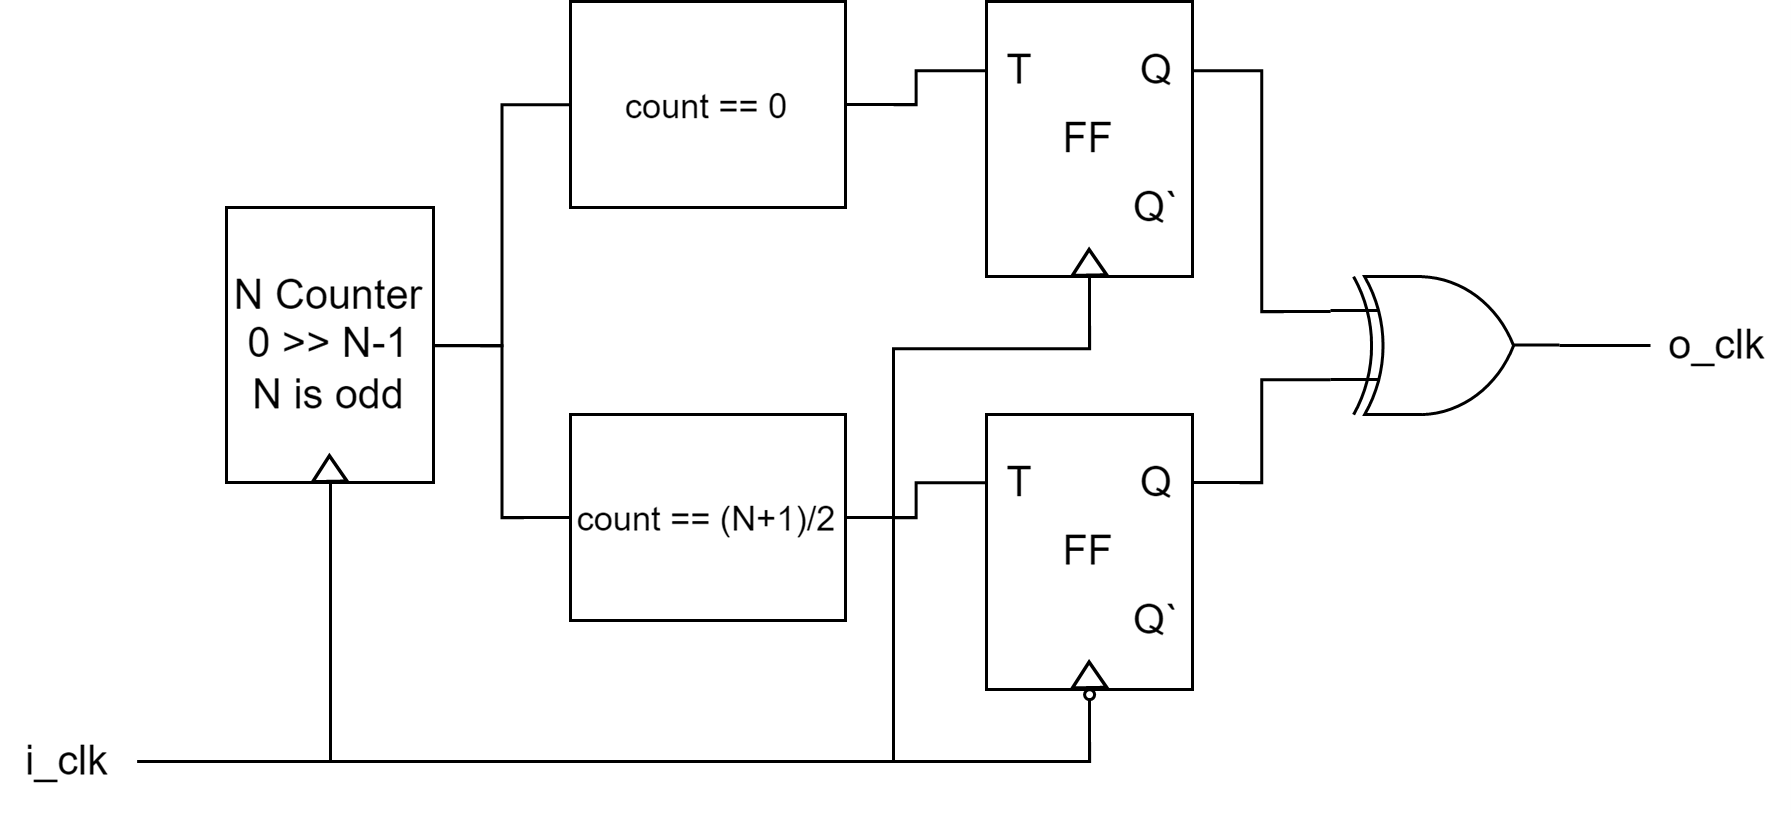 count == 0
T
Q
FF
Q`
N Counter
0 >> N-1
N is odd
o_clk
count == (N+1)/2
T
Q
FF
Q`
i_clk